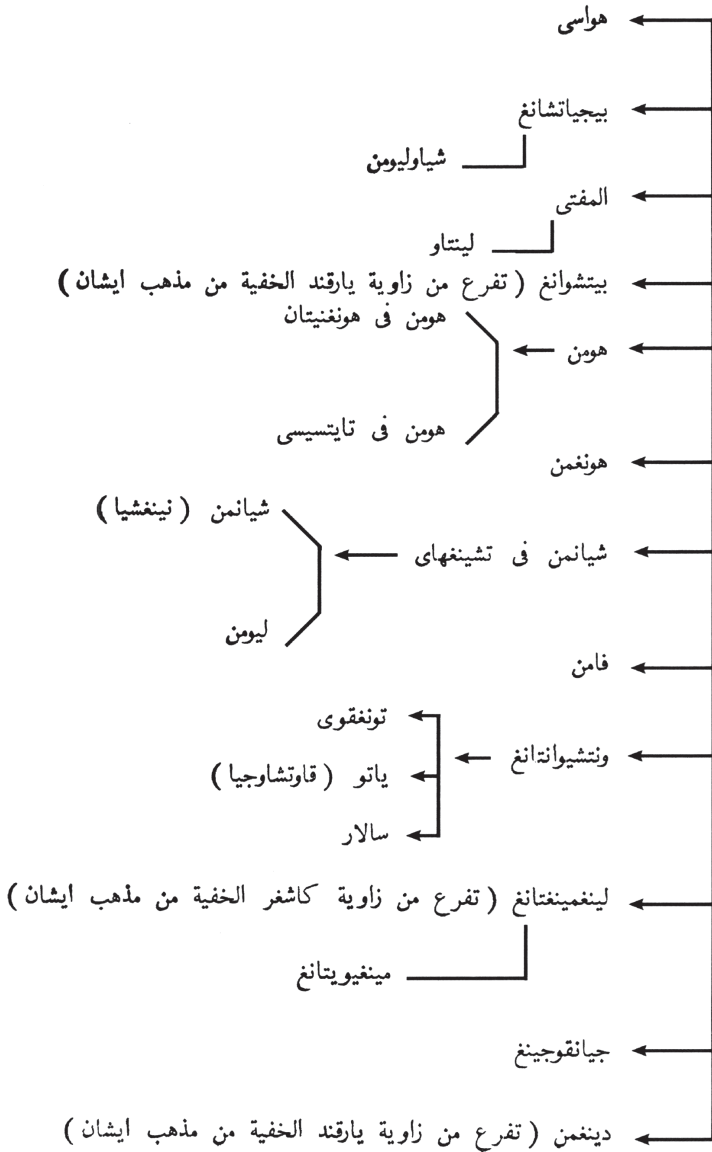 هواسى
بيجياتشانغ
شياوليومن
المفتى
لينتاو
بيتشوانغ ( تفرع من زاوية يارقند الخفية من مذهب ايشان )
هومن فى هونغنيتان
هومن
هومن فى تايتسيسى
هونغمن
شيانمن ( نينغشيا )
شيانمن فى تشينغهاى
ليومن
فامن
تونغقوى
ونتشيوانتانغ
ياتو ( قاوتشاوجيا )
سالار
لينغمينغتانغ ( تفرع من زاوية كاشغر الخفية من مذهب ايشان )
مينغيويتانغ
جيانقوجينغ
دينغمن ( تفرع من زاوية يارقند الخفية من مذهب ايشان )